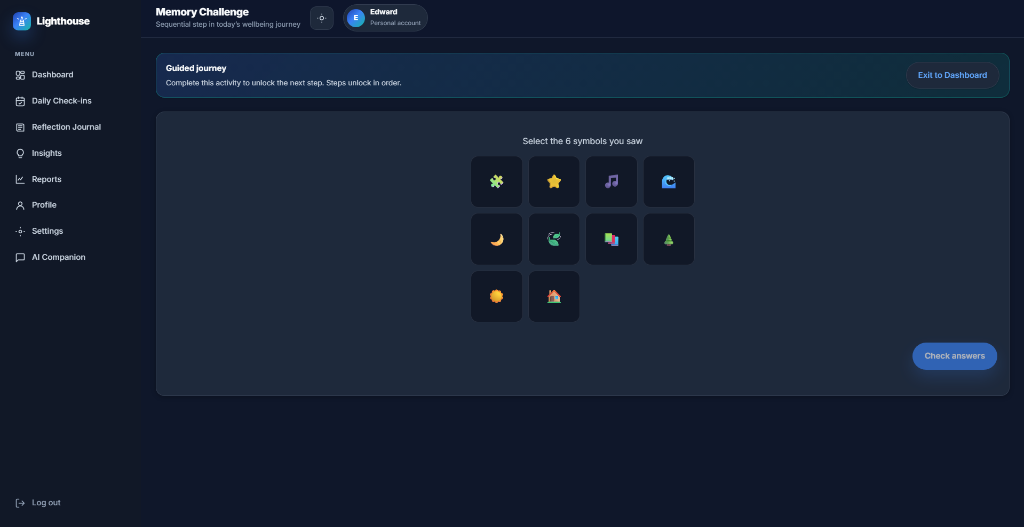 Lighthouse
MENU
Dashboard
Daily Check-ins
Reflection Journal
Insights
Reports
Profile
Settings
AI Companion
Log out
Memory Challenge
Sequential step in today's wellbeing journey
E
Edward
Personal account
Guided journey
Complete this activity to unlock the next step. Steps unlock in order.
Exit to Dashboard
Select the 6 symbols you saw
Check answers